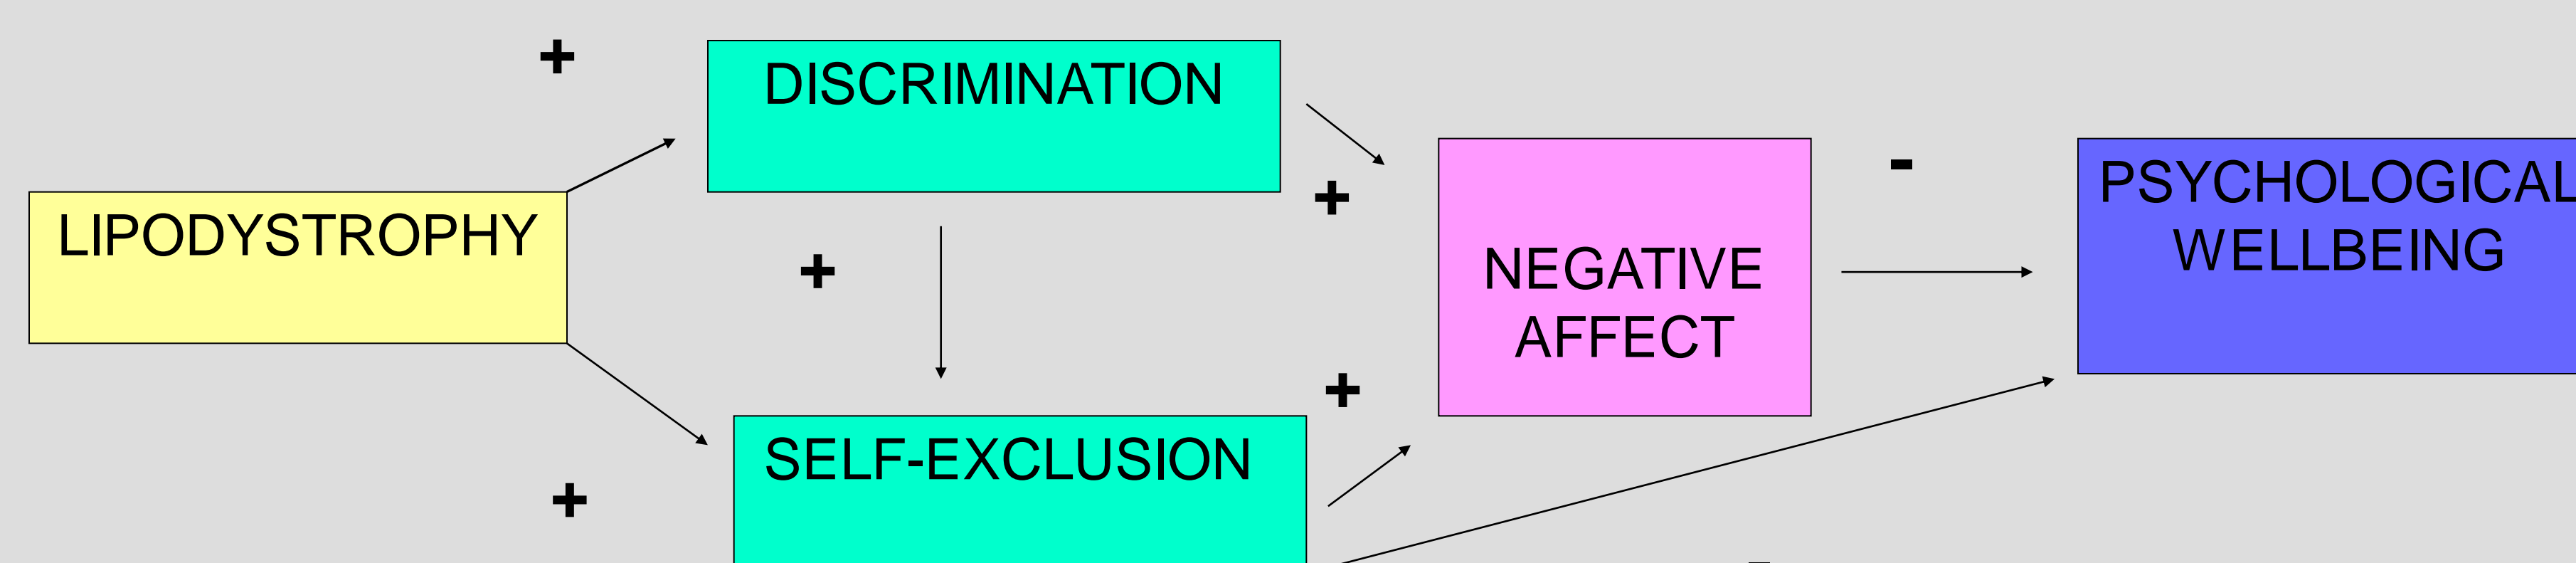 +
DISCRIMINATION
LIPODYSTROPHY
+
+
NEGATIVE
AFFECT
-
PSYCHOLOGICAL
WELLBEING
+
SELF-EXCLUSION
+